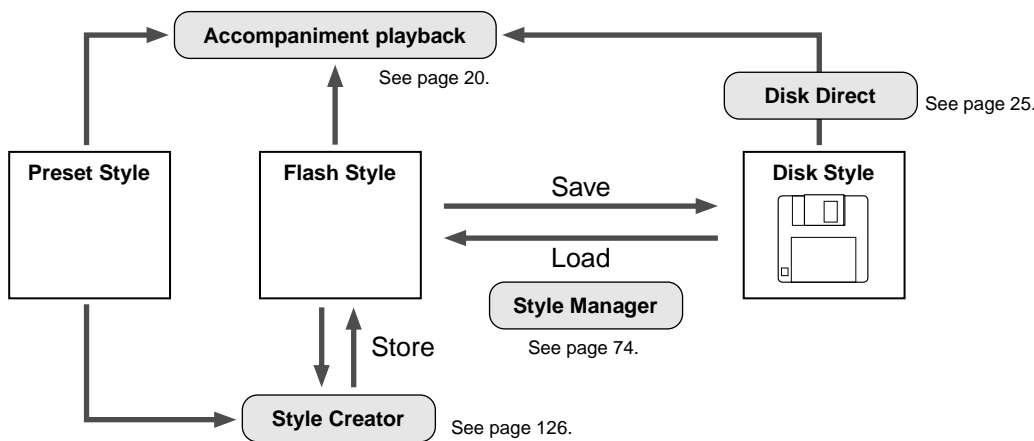 Accompaniment playback
See page 20.
Disk Direct
See page 25.
Preset Style
Flash Style
Disk Style
Save
Load
Style Manager
See page 74.
Store
Style Creator
See page 126.